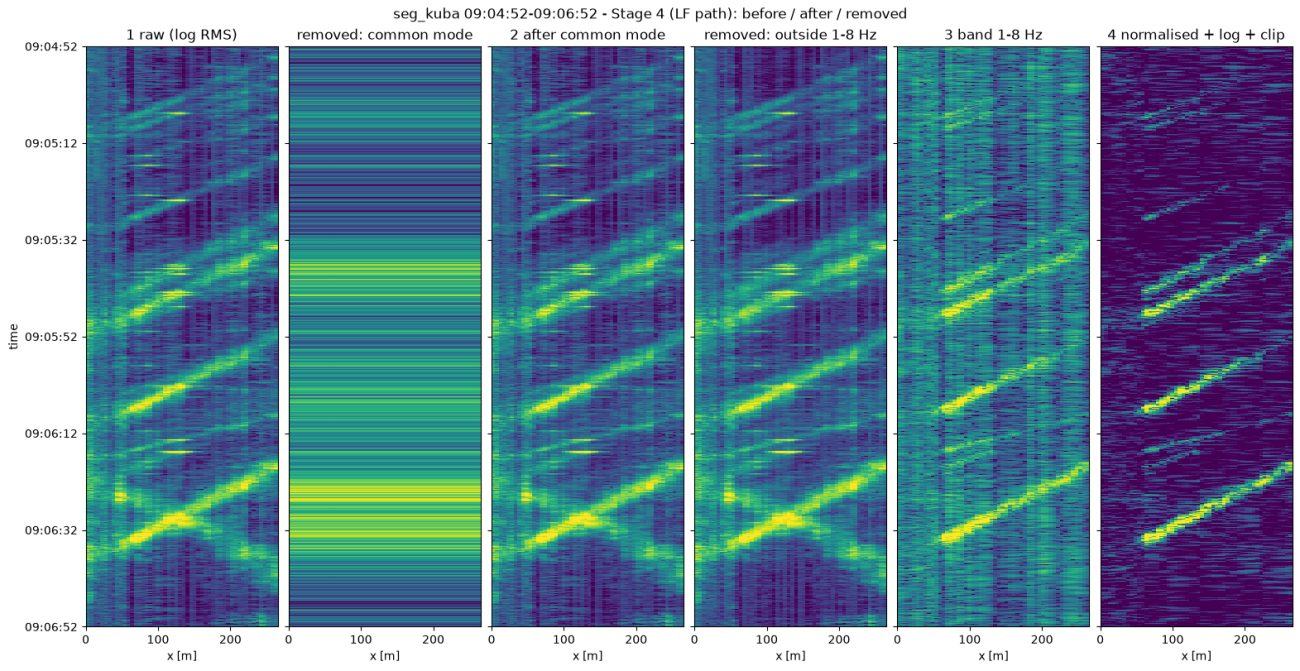 seg_kuba 09:04:52-09:06:52 - Stage 4 (LF path): before / after / removed
1 raw (log RMS)
removed: common mode
2 after common mode
removed: outside 1-8 Hz
3 band 1-8 Hz
4 normalised + log + clip
time
09:04:52
09:05:12
09:05:32
09:05:52
09:06:12
09:06:32
09:06:52
0 100 200
0 100 200
0 100 200
0 100 200
0 100 200
0 100 200
x [m]
x [m]
x [m]
x [m]
x [m]
x [m]